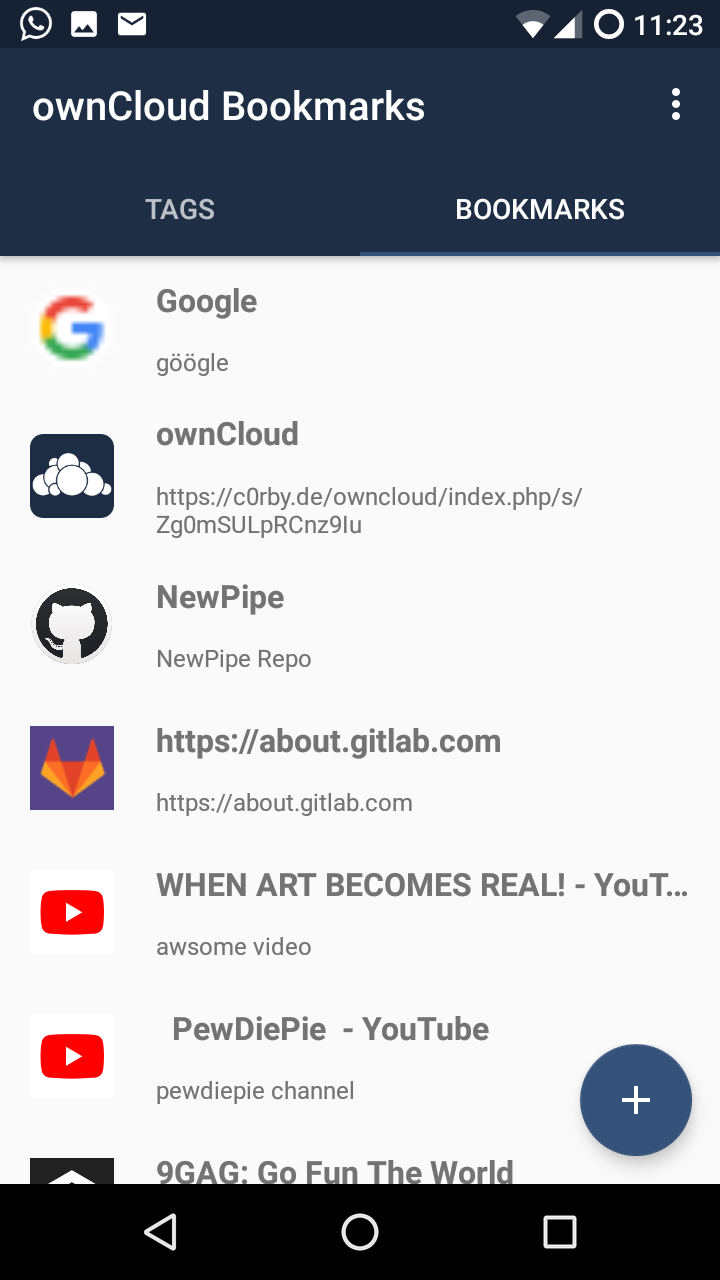 11:23
ownCloud Bookmarks
TAGS
BOOKMARKS
Google
göögle
ownCloud
https://c0rby.de/owncloud/index.php/s/
Zg0mSULpRCnz9Iu
NewPipe
NewPipe Repo
https://about.gitlab.com
https://about.gitlab.com
WHEN ART BECOMES REAL! - YouT...
awsome video
PewDiePie - YouTube
pewdiepie channel
9GAG: Go Fun The World